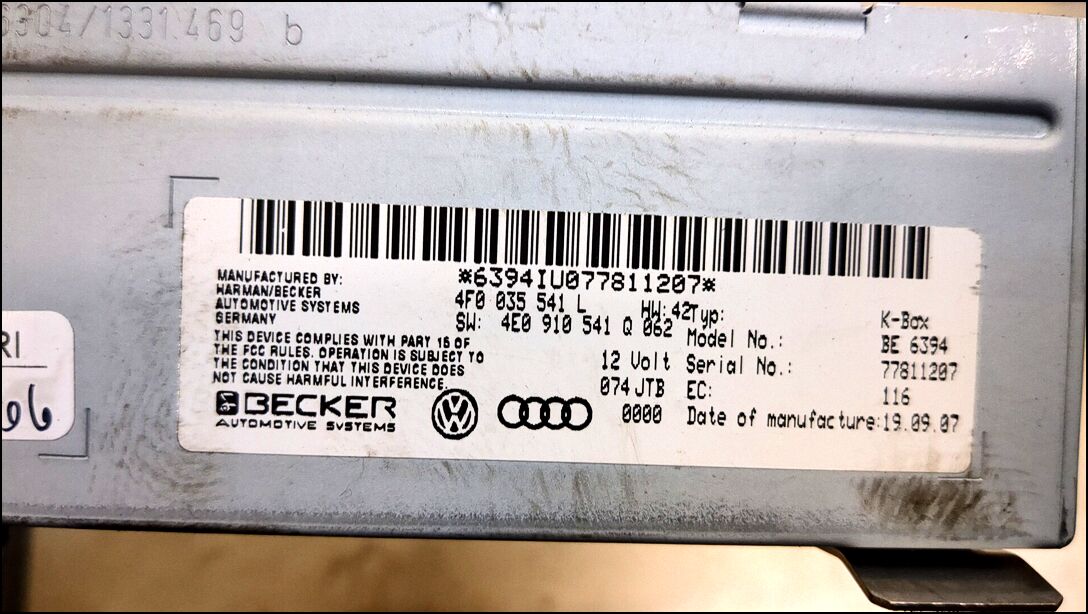 6304/1331.469 b
*6394IU077811207*
MANUFACTURED BY:
HARMAN/BECKER
AUTOMOTIVE SYSTEMS
GERMANY
THIS DEVICE COMPLIES WITH PART 15 OF
THE FCC RULES. OPERATION IS SUBJECT TO
THE CONDITION THAT THIS DEVICE DOES
NOT CAUSE HARMFUL INTERFERENCE.
BECKER
AUTOMOTIVE SYSTEMS
4F0 035 541 L HW:42
SW: 4E0 910 541 Q 062
12 Volt
074 JTB
0000
Typ: K-Box
Model No.: BE 6394
Serial No.: 77811207
EC: 116
Date of manufacture:19.09.07
RI